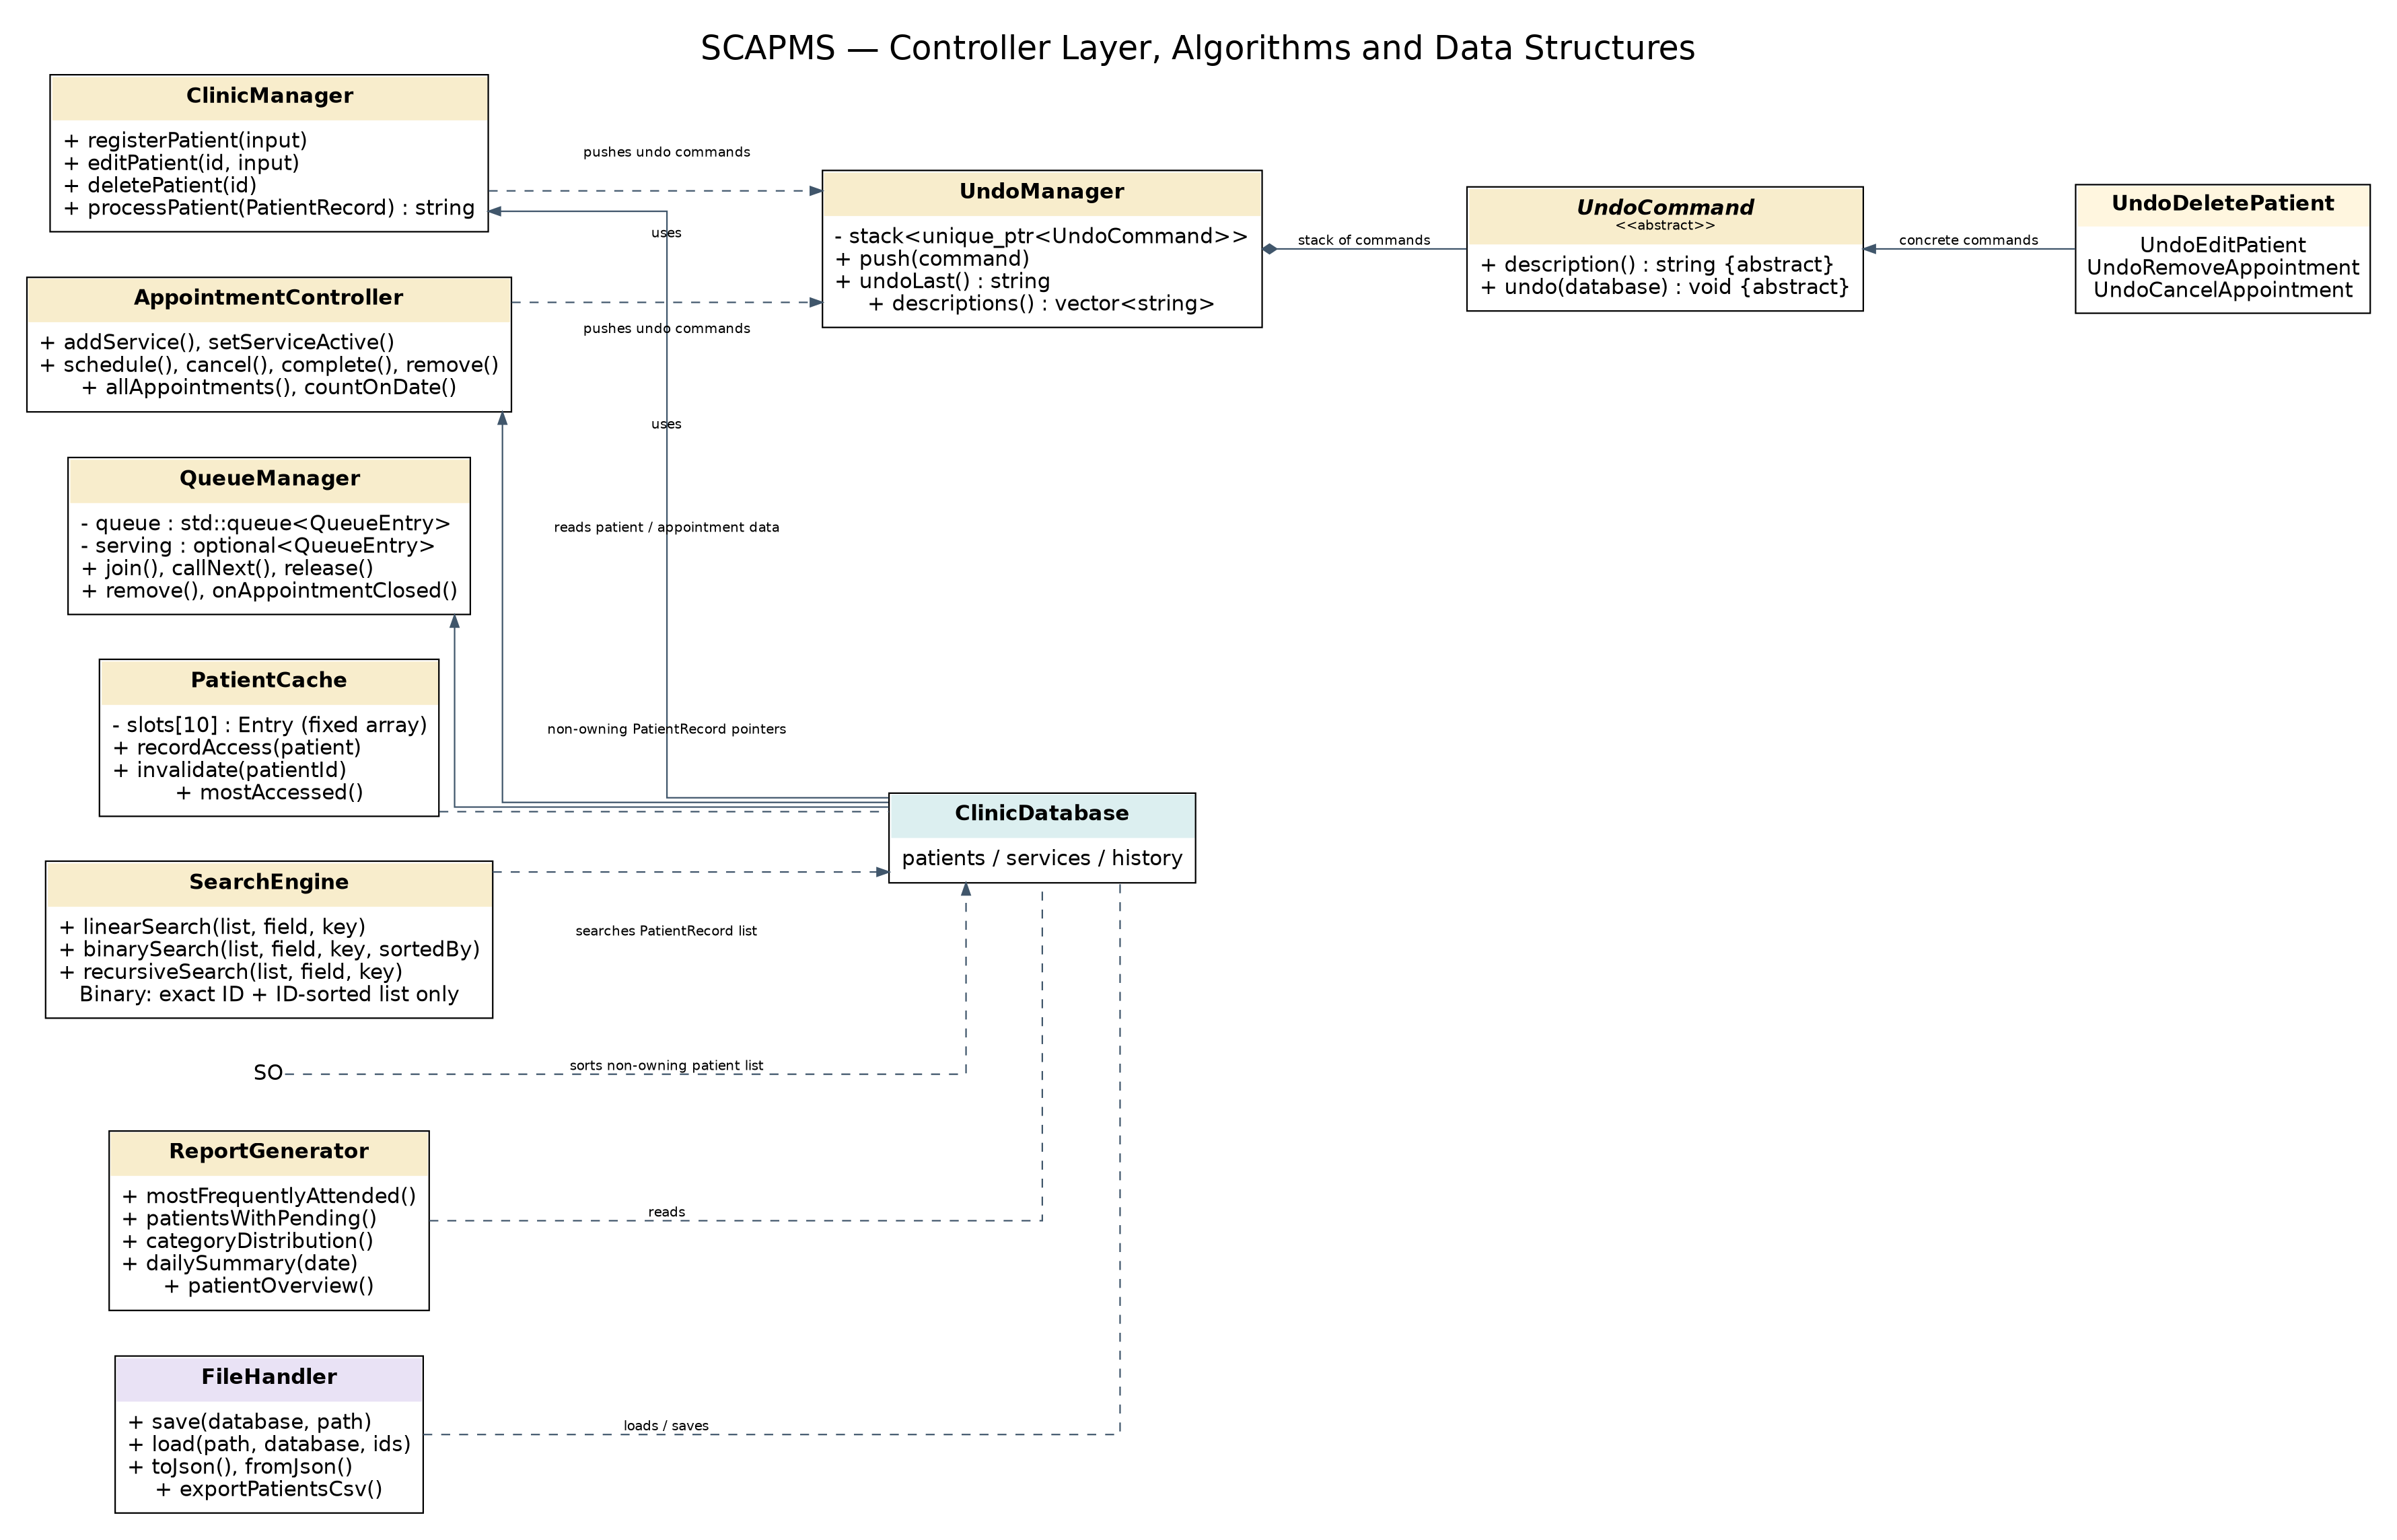 SCAPMS — Controller Layer, Algorithms and Data Structures
ClinicManager
+ registerPatient(input)
+ editPatient(id, input)
+ deletePatient(id)
+ processPatient(PatientRecord) : string
pushes undo commands
uses
UndoManager
- stack<unique_ptr<UndoCommand>>
+ push(command)
+ undoLast() : string
+ descriptions() : vector<string>
stack of commands
UndoCommand
<<abstract>>
+ description() : string {abstract}
+ undo(database) : void {abstract}
concrete commands
UndoDeletePatient
UndoEditPatient
UndoRemoveAppointment
UndoCancelAppointment
AppointmentController
+ addService(), setServiceActive()
+ schedule(), cancel(), complete(), remove()
+ allAppointments(), countOnDate()
pushes undo commands
uses
QueueManager
- queue : std::queue<QueueEntry>
- serving : optional<QueueEntry>
+ join(), callNext(), release()
+ remove(), onAppointmentClosed()
reads patient / appointment data
PatientCache
- slots[10] : Entry (fixed array)
+ recordAccess(patient)
+ invalidate(patientId)
+ mostAccessed()
non-owning PatientRecord pointers
ClinicDatabase
patients / services / history
SearchEngine
+ linearSearch(list, field, key)
+ binarySearch(list, field, key, sortedBy)
+ recursiveSearch(list, field, key)
Binary: exact ID + ID-sorted list only
searches PatientRecord list
SO
sorts non-owning patient list
ReportGenerator
+ mostFrequentlyAttended()
+ patientsWithPending()
+ categoryDistribution()
+ dailySummary(date)
+ patientOverview()
reads
FileHandler
+ save(database, path)
+ load(path, database, ids)
+ toJson(), fromJson()
+ exportPatientsCsv()
loads / saves